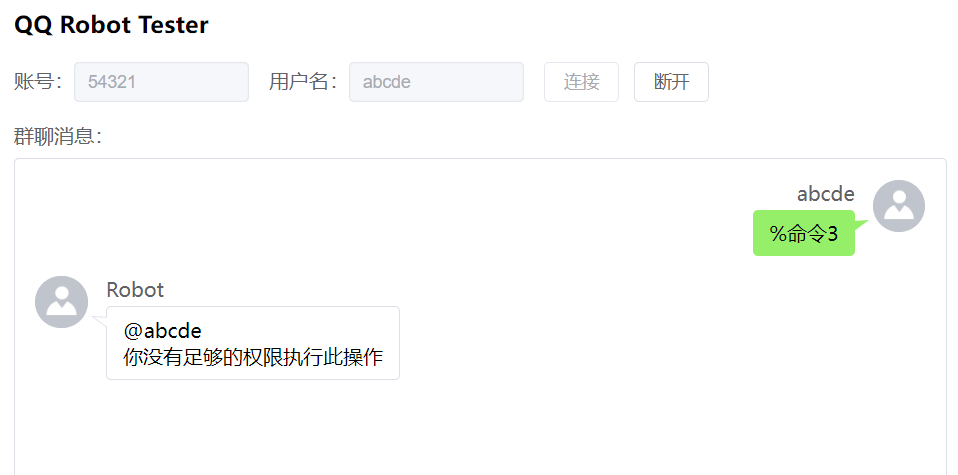 QQ Robot Tester
账号： 54321 用户名： abcde 连接 断开
群聊消息：
abcde
%命令3
Robot
@abcde
你没有足够的权限执行此操作